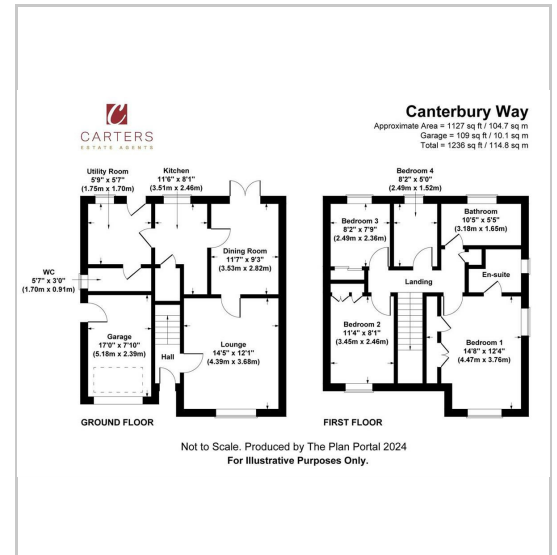 CARTERS
ESTATE AGENTS
Canterbury Way
Approximate Area = 1127 sq ft / 104.7 sq m
Garage = 109 sq ft / 10.1 sq m
Total = 1236 sq ft / 114.8 sq m
Utility Room
5'9" x 5'7"
(1.75m x 1.70m)
Kitchen
11'6" x 8'1"
(3.51m x 2.46m)
Dining Room
11'7" x 9'3"
(3.53m x 2.82m)
WC
5'7" x 3'0"
(1.70m x 0.91m)
Garage
17'0" x 7'10"
(5.18m x 2.39m)
Hall
Lounge
14'5" x 12'1"
(4.39m x 3.68m)
GROUND FLOOR
Bedroom 4
8'2" x 5'0"
(2.49m x 1.52m)
Bedroom 3
8'2" x 7'9"
(2.49m x 2.36m)
Bathroom
10'5" x 5'5"
(3.18m x 1.65m)
En-suite
Landing
Bedroom 2
11'4" x 8'1"
(3.45m x 2.46m)
Bedroom 1
14'8" x 12'4"
(4.47m x 3.76m)
FIRST FLOOR
Not to Scale. Produced by The Plan Portal 2024
For Illustrative Purposes Only.